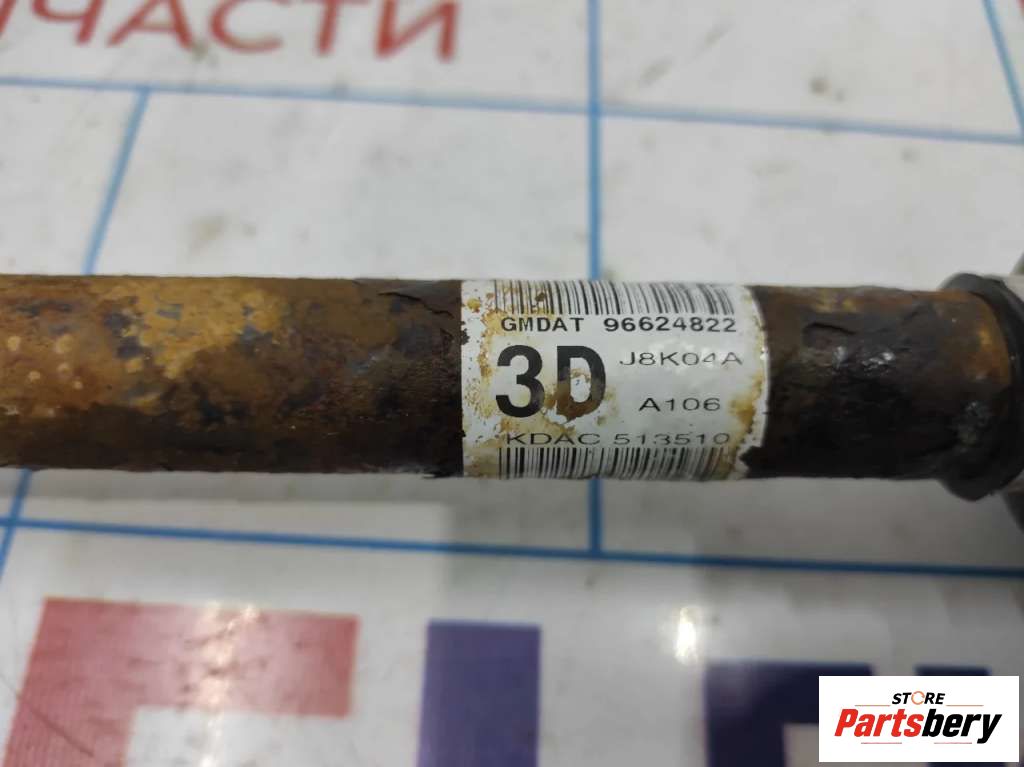 ЧАСТИ
GMDAT 96624822
3D
J8K04A
A106
KDAC 513510
STORE
Partsbery